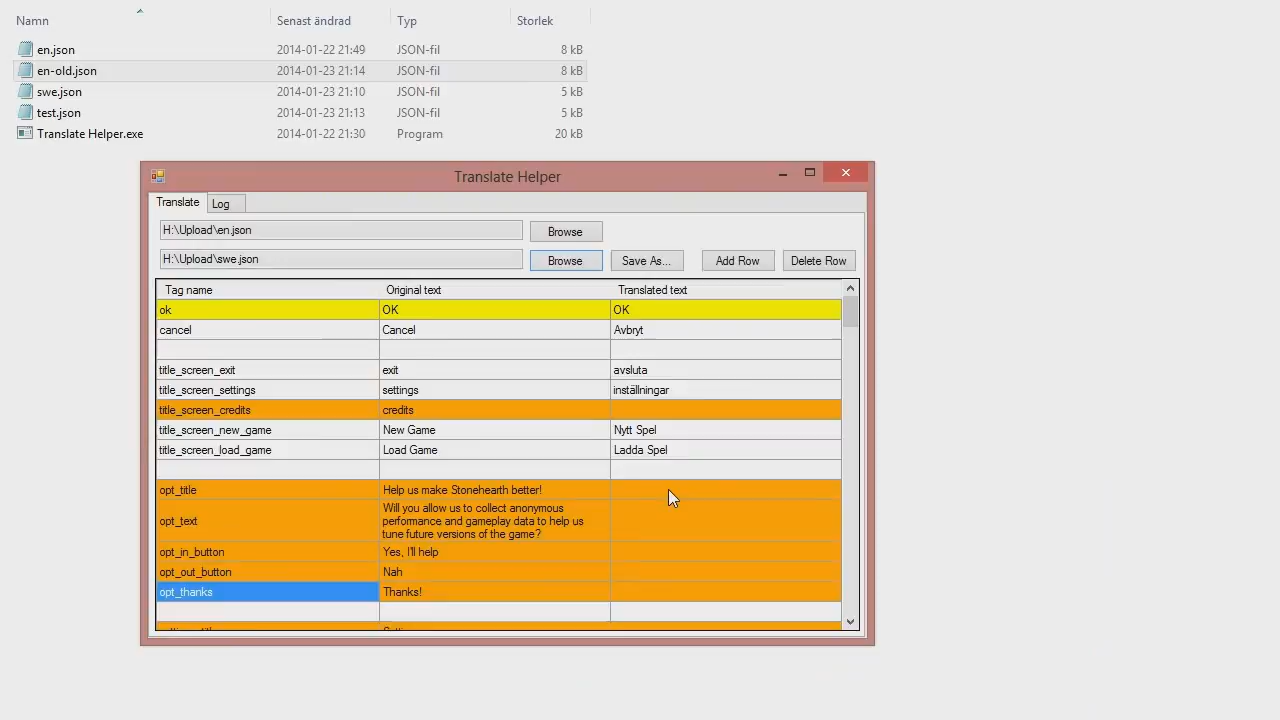 Namn Senast ändrad Typ Storlek
en.json 2014-01-22 21:49 JSON-fil 8 kB
en-old.json 2014-01-23 21:14 JSON-fil 8 kB
swe.json 2014-01-23 21:10 JSON-fil 5 kB
test.json 2014-01-23 21:13 JSON-fil 5 kB
Translate Helper.exe 2014-01-22 21:30 Program 20 kB
Translate Helper
Translate Log
H:\Upload\en.json Browse
H:\Upload\swe.json Browse Save As... Add Row Delete Row
Tag name Original text Translated text
ok OK OK
cancel Cancel Avbryt
title_screen_exit exit avsluta
title_screen_settings settings inställningar
title_screen_credits credits
title_screen_new_game New Game Nytt Spel
title_screen_load_game Load Game Ladda Spel
opt_title Help us make Stonehearth better!
opt_text Will you allow us to collect anonymous
performance and gameplay data to help us
tune future versions of the game?
opt_in_button Yes, I'll help
opt_out_button Nah
opt_thanks Thanks!